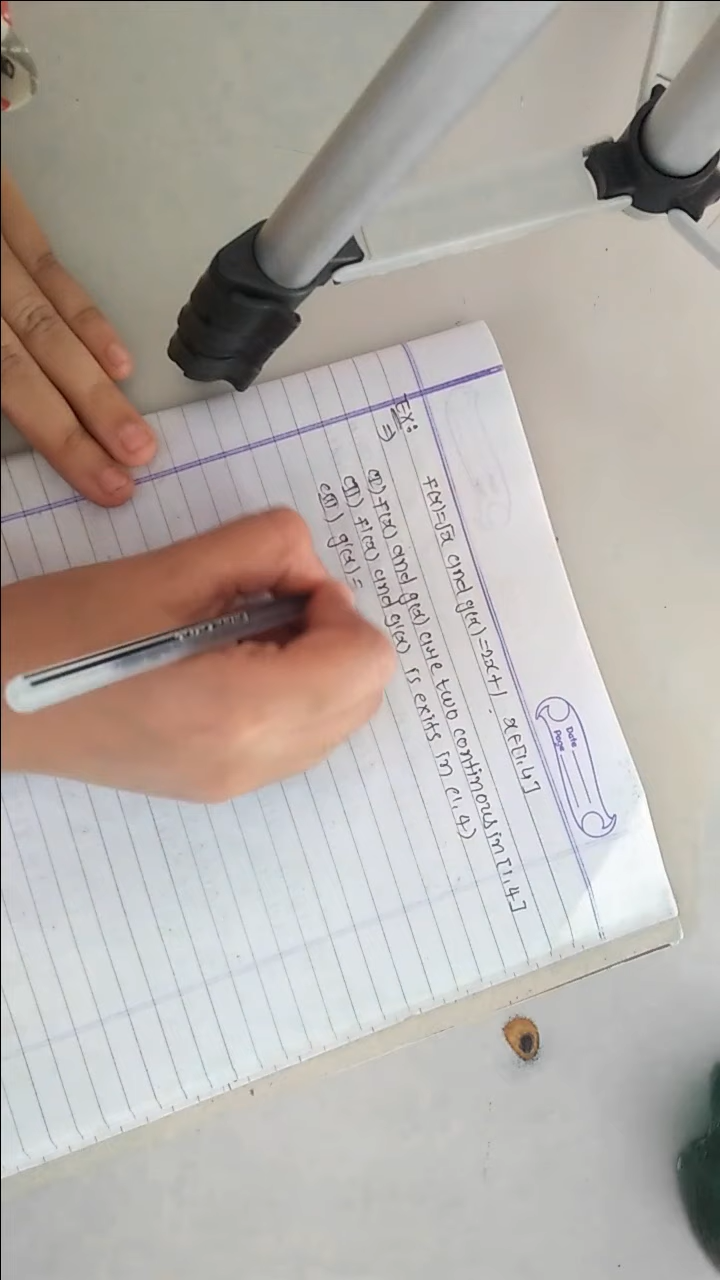 Date
Page
Ex: f(x)=√x and g(x)=2x+1. x∈[1,4]
⇒ (I) f(x) and g(x) are two continous in [1,4]
(II) f'(x) and g'(x) is exits in (1,4)
(III) g'(x)=